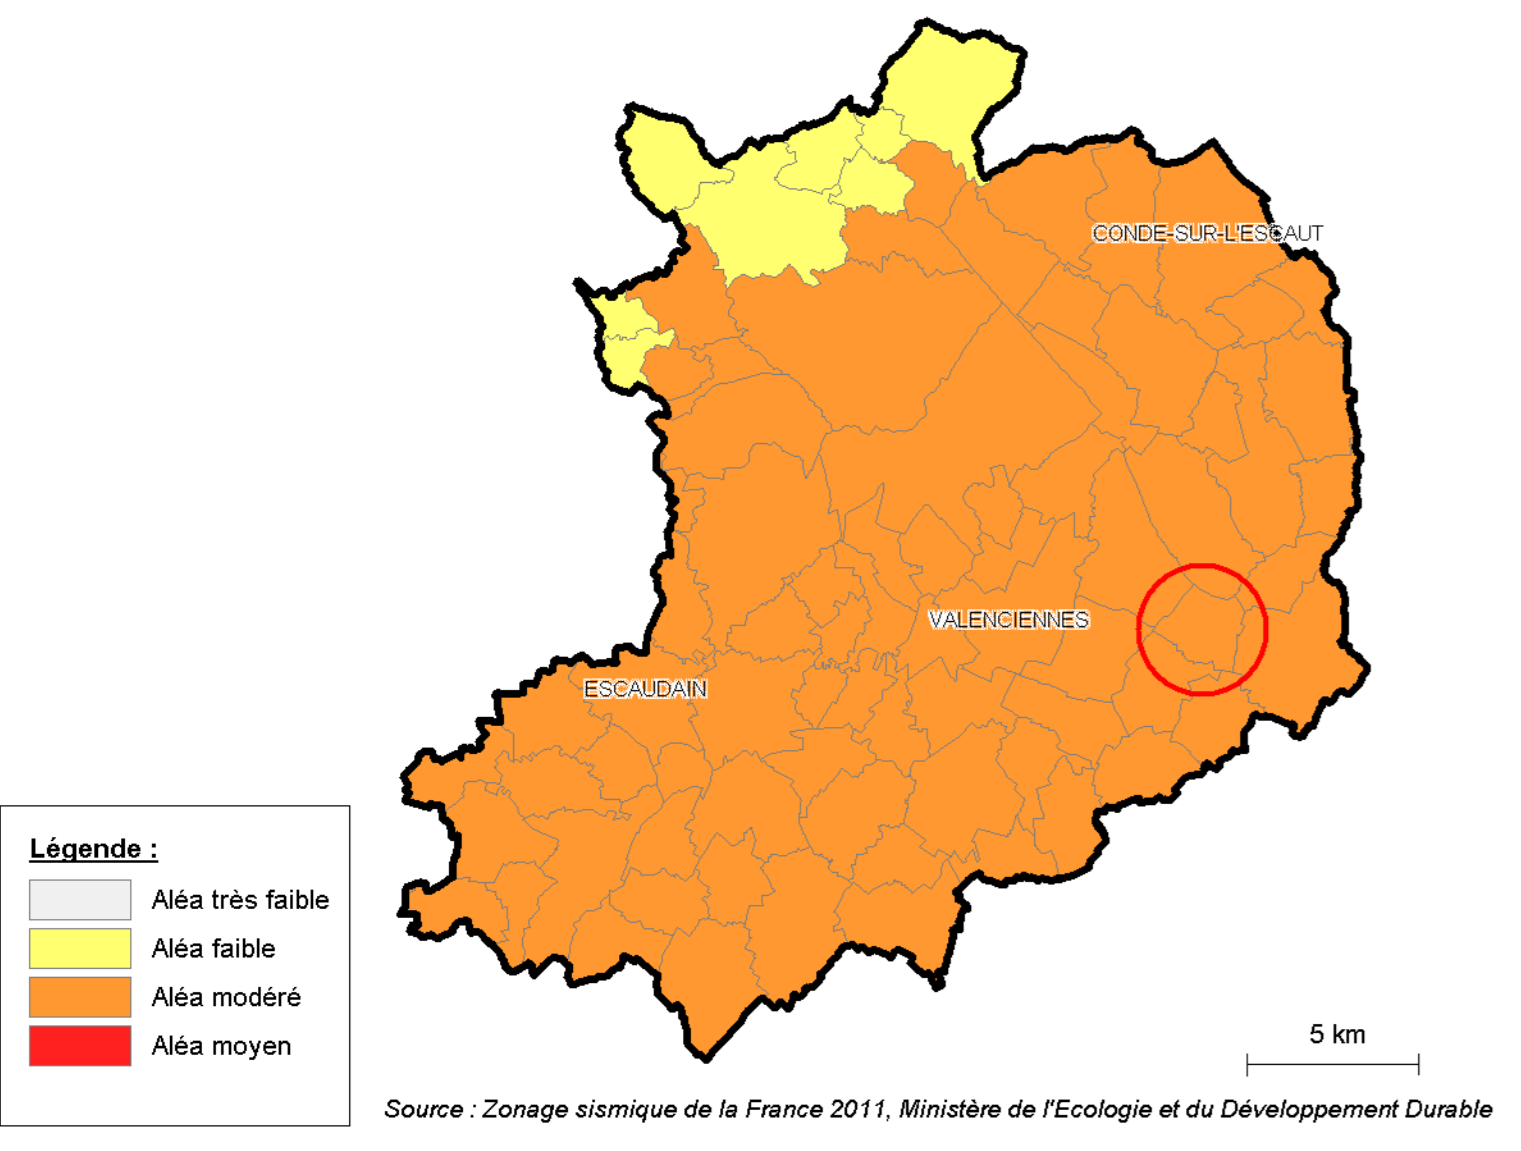 CONDE-SUR-L'ESCAUT
VALENCIENNES
ESCAUDAIN
Légende :
Aléa très faible
Aléa faible
Aléa modéré
Aléa moyen
5 km
Source : Zonage sismique de la France 2011, Ministère de l'Ecologie et du Développement Durable